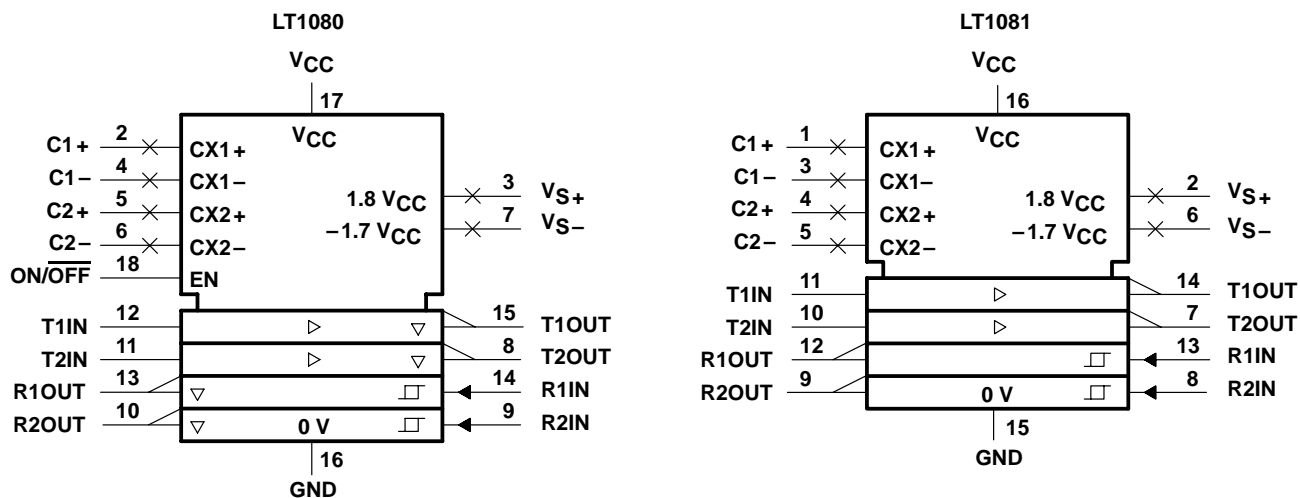 LT1080
VCC
17
VCC
C1+ 2 CX1+
C1– 4 CX1–
C2+ 5 CX2+
C2– 6 CX2–
ON/OFF 18 EN
1.8 VCC 3 VS+
–1.7 VCC 7 VS–
T1IN 12 15 T1OUT
T2IN 11 8 T2OUT
R1OUT 13 14 R1IN
R2OUT 10 0 V 9 R2IN
16
GND
LT1081
VCC
16
VCC
C1+ 1 CX1+
C1– 3 CX1–
C2+ 4 CX2+
C2– 5 CX2–
1.8 VCC 2 VS+
–1.7 VCC 6 VS–
T1IN 11 14 T1OUT
T2IN 10 7 T2OUT
R1OUT 12 13 R1IN
R2OUT 9 0 V 8 R2IN
15
GND